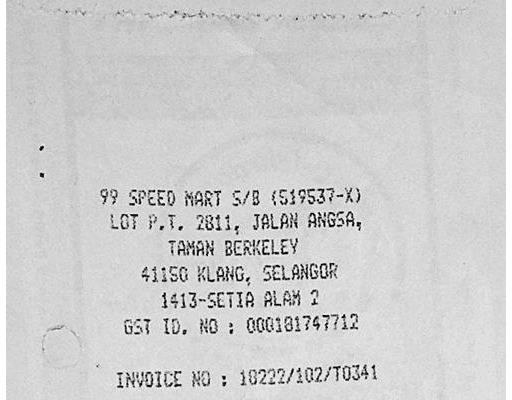 99 SPEED MART S/B (519537-X)
LOT P.T. 2811, JALAN ANGSA,
TAMAN BERKELEY
41150 KLANG, SELANGOR
1413-SETIA ALAM 2
GST ID. NO : 000181747712
INVOICE NO : 18222/102/T0341